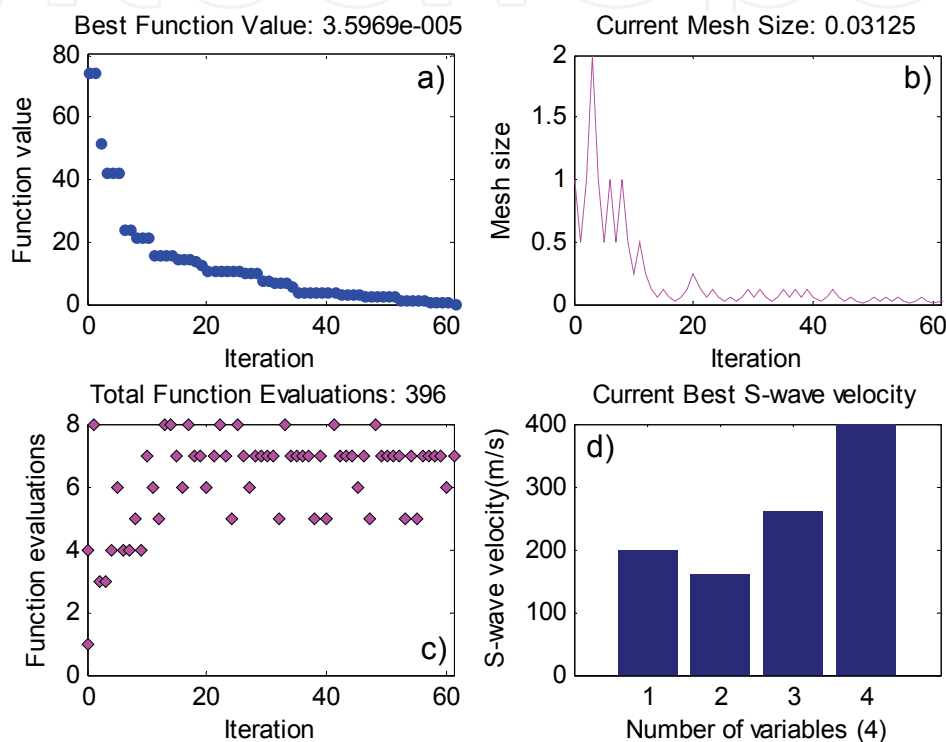 Best Function Value: 3.5969e-005
a)
Function value
80
60
40
20
0
0 20 40 60
Iteration
Current Mesh Size: 0.03125
b)
Mesh size
2
1.5
1
0.5
0
0 20 40 60
Iteration
Total Function Evaluations: 396
c)
Function evaluations
8
6
4
2
0
0 20 40 60
Iteration
Current Best S-wave velocity
d)
S-wave velocity(m/s)
400
300
200
100
0
1 2 3 4
Number of variables (4)